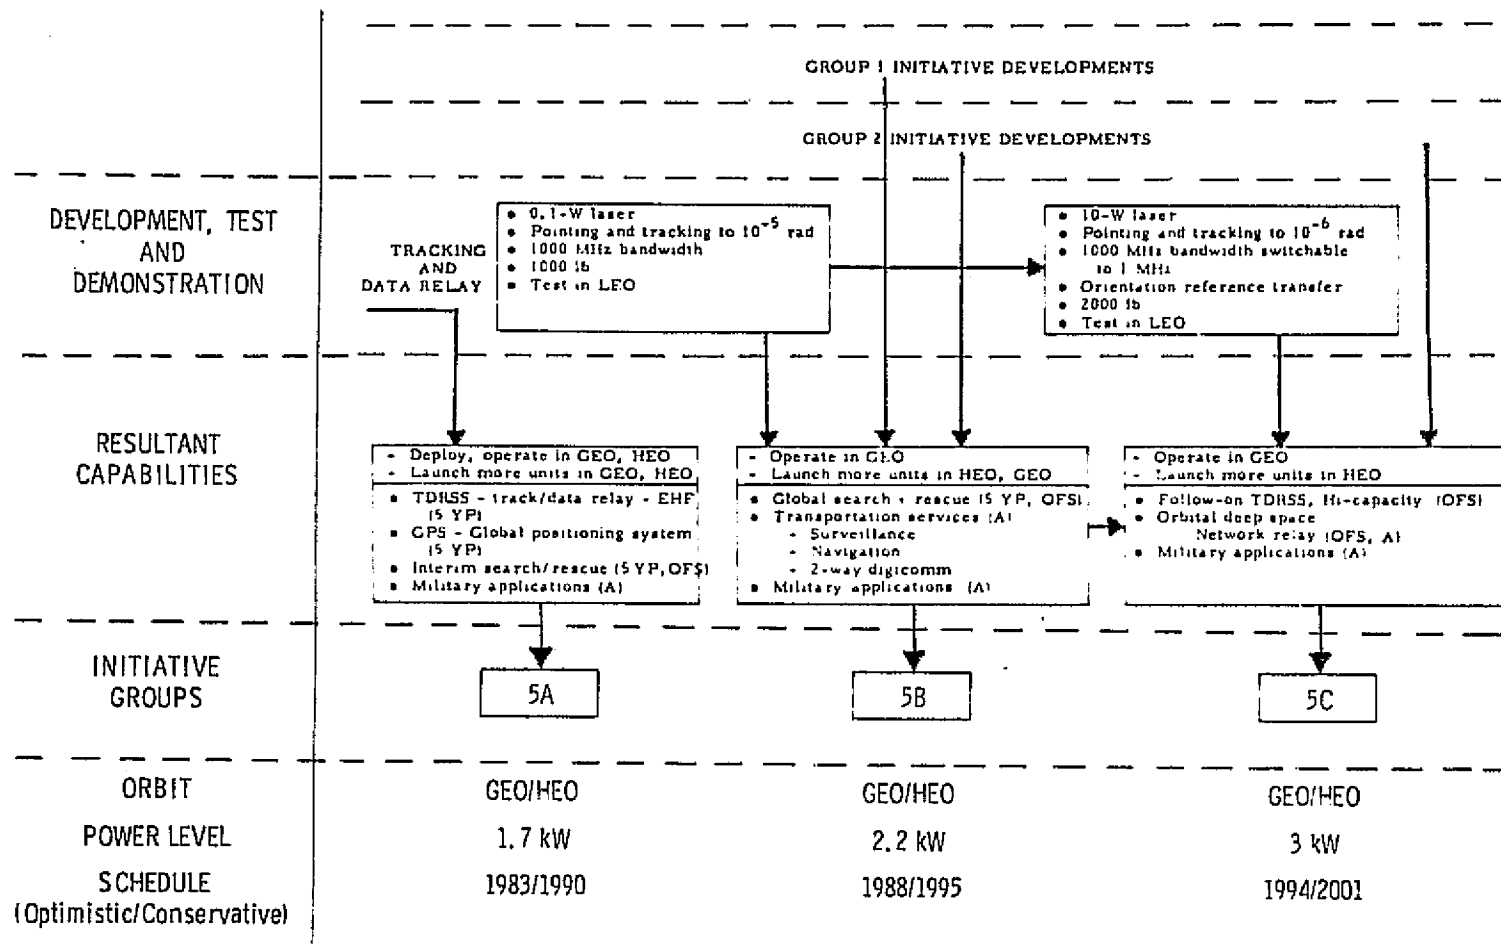 GROUP 1 INITIATIVE DEVELOPMENTS
GROUP 2 INITIATIVE DEVELOPMENTS
DEVELOPMENT, TEST
AND
DEMONSTRATION
TRACKING
AND
DATA RELAY
• 0.1-W laser
• Pointing and tracking to 10⁻⁵ rad
• 1000 MHz bandwidth
• 1000 lb
• Test in LEO
• 10-W laser
• Pointing and tracking to 10⁻⁶ rad
• 1000 MHz bandwidth switchable
to 1 MHz
• Orientation reference transfer
• 2000 lb
• Test in LEO
RESULTANT
CAPABILITIES
- Deploy, operate in GEO, HEO
- Launch more units in GEO, HEO
• TDRSS - track/data relay - EHF
(5 YP)
• GPS - Global positioning system
(5 YP)
• Interim search/rescue (5 YP, OFS)
• Military applications (A)
- Operate in GEO
- Launch more units in HEO, GEO
• Global search + rescue (5 YP, OFS)
• Transportation services (A)
- Surveillance
- Navigation
- 2-way digicomm
• Military applications (A)
- Operate in GEO
- Launch more units in HEO
• Follow-on TDRSS, Hi-capacity (OFS)
• Orbital deep space
Network relay (OFS, A)
• Military applications (A)
INITIATIVE
GROUPS
5A
5B
5C
ORBIT
GEO/HEO
GEO/HEO
GEO/HEO
POWER LEVEL
1.7 kW
2.2 kW
3 kW
SCHEDULE
(Optimistic/Conservative)
1983/1990
1988/1995
1994/2001